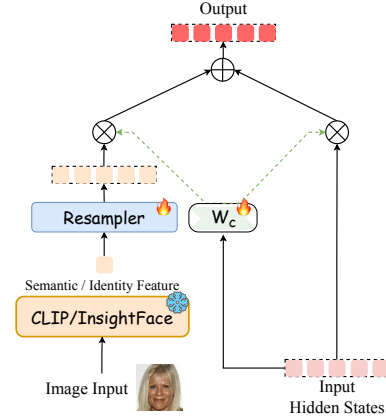 Output
Resampler
W_c
Semantic / Identity Feature
CLIP/InsightFace
Image Input
Input
Hidden States